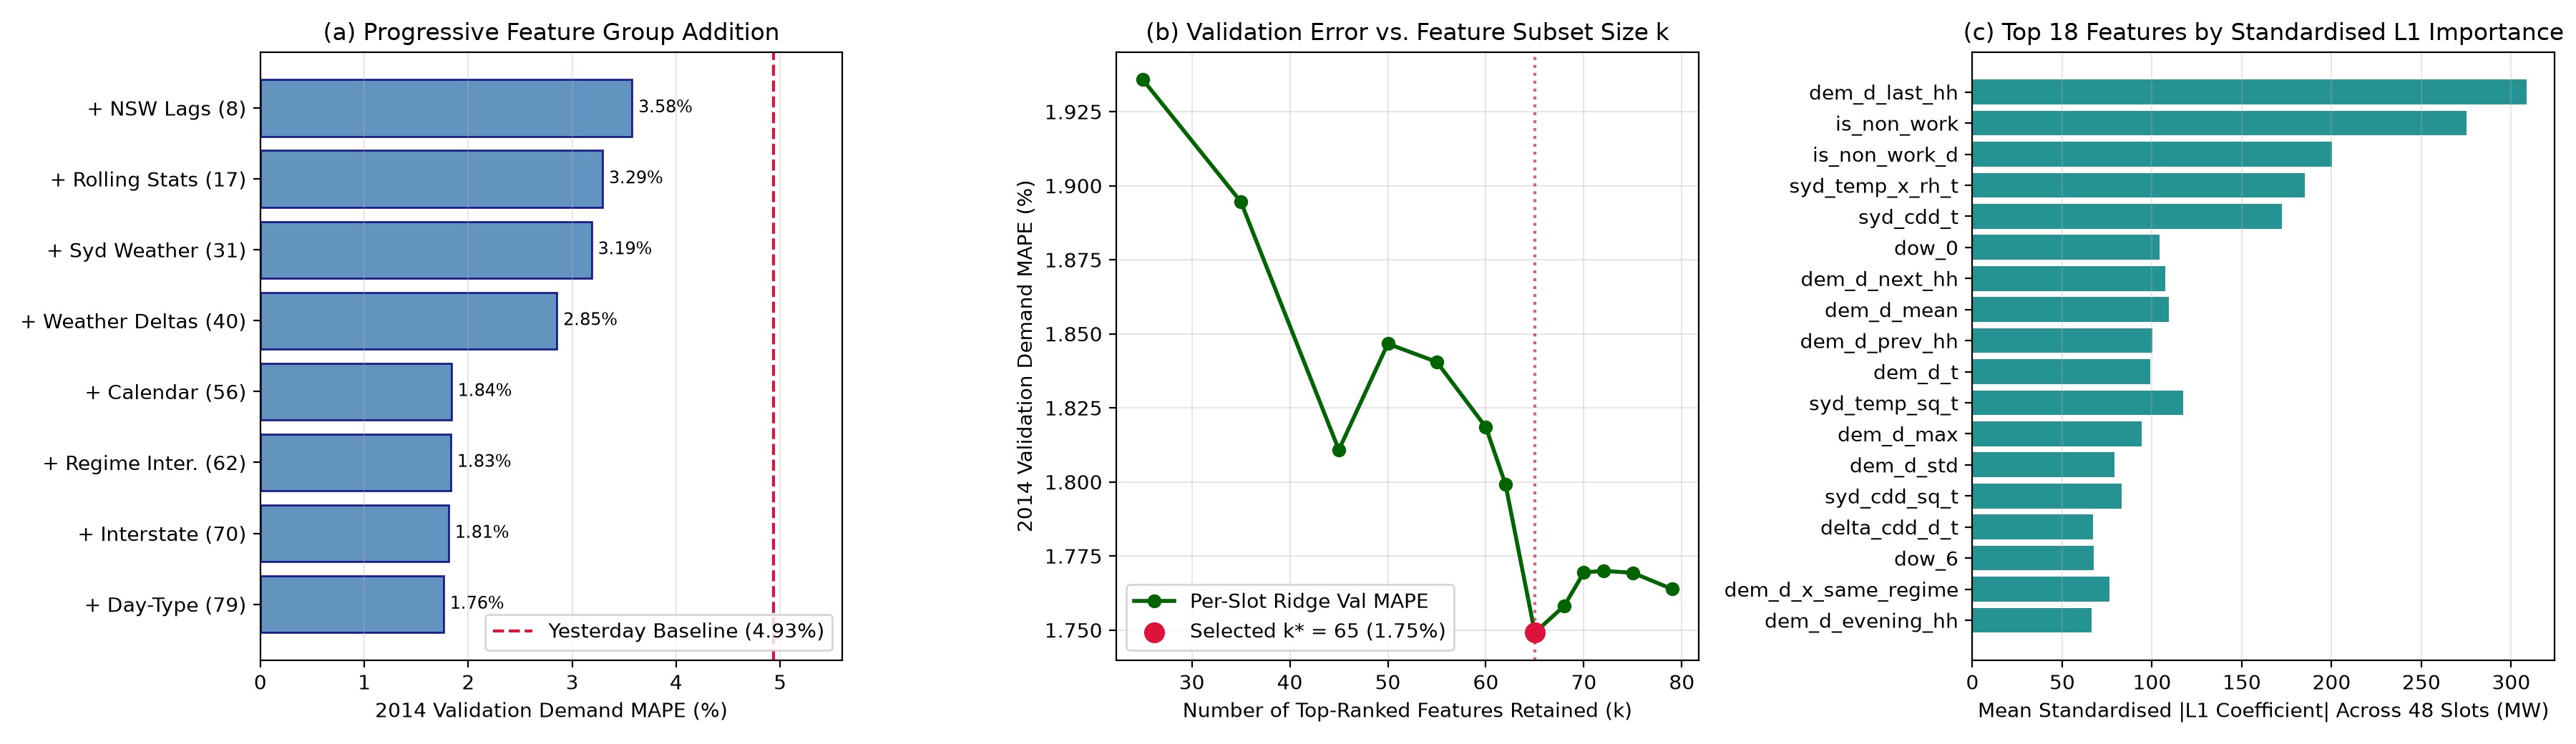 (a) Progressive Feature Group Addition
+ NSW Lags (8)
3.58%
+ Rolling Stats (17)
3.29%
+ Syd Weather (31)
3.19%
+ Weather Deltas (40)
2.85%
+ Calendar (56)
1.84%
+ Regime Inter. (62)
1.83%
+ Interstate (70)
1.81%
+ Day-Type (79)
1.76%
Yesterday Baseline (4.93%)
0 1 2 3 4 5
2014 Validation Demand MAPE (%)
(b) Validation Error vs. Feature Subset Size k
2014 Validation Demand MAPE (%)
1.925
1.900
1.875
1.850
1.825
1.800
1.775
1.750
Per-Slot Ridge Val MAPE
Selected k* = 65 (1.75%)
30 40 50 60 70 80
Number of Top-Ranked Features Retained (k)
(c) Top 18 Features by Standardised L1 Importance
dem_d_last_hh
is_non_work
is_non_work_d
syd_temp_x_rh_t
syd_cdd_t
dow_0
dem_d_next_hh
dem_d_mean
dem_d_prev_hh
dem_d_t
syd_temp_sq_t
dem_d_max
dem_d_std
syd_cdd_sq_t
delta_cdd_d_t
dow_6
dem_d_x_same_regime
dem_d_evening_hh
0 50 100 150 200 250 300
Mean Standardised |L1 Coefficient| Across 48 Slots (MW)